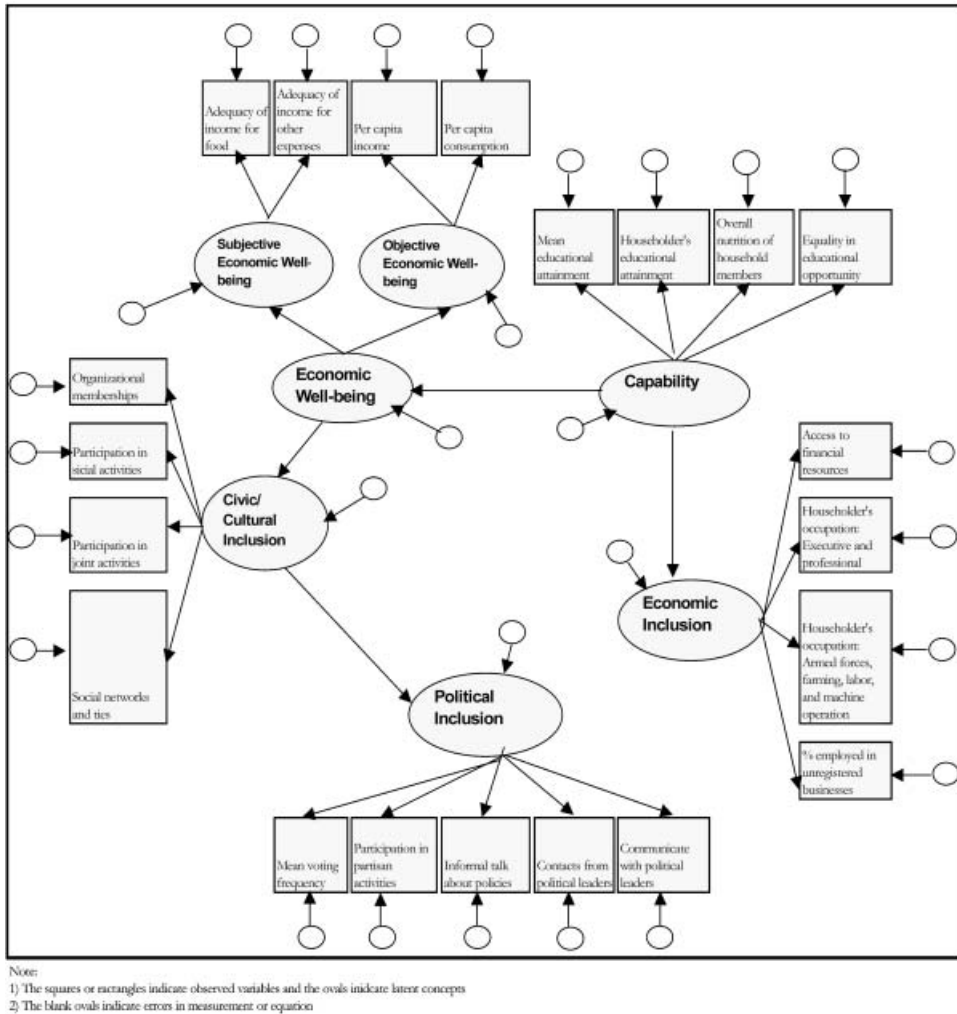 Adequacy of
income for
food
Adequacy of
income for
other
expenses
Per capita
income
Per capita
consumption
Mean
educational
attainment
Householder's
educational
attainment
Overall
nutrition of
household
members
Equality in
educational
opportunity
Subjective
Economic Well-
being
Objective
Economic Well-
being
Economic
Well-being
Capability
Organizational
memberships
Participation in
sicial activities
Participation in
joint activities
Social networks
and ties
Civic/
Cultural
Inclusion
Access to
financial
resources
Householder's
occupation:
Executive and
professional
Householder's
occupation:
Armed forces,
farming, labor,
and machine
operation
% employed in
unregistered
businesses
Economic
Inclusion
Political
Inclusion
Mean voting
frequency
Participation in
partisan
activities
Informal talk
about policies
Contacts from
political leaders
Communicate
with political
leaders
Note:
1) The squares or ractangles indicate observed variables and the ovals inidcate latent concepts
2) The blank ovals indicate errors in measurement or equation